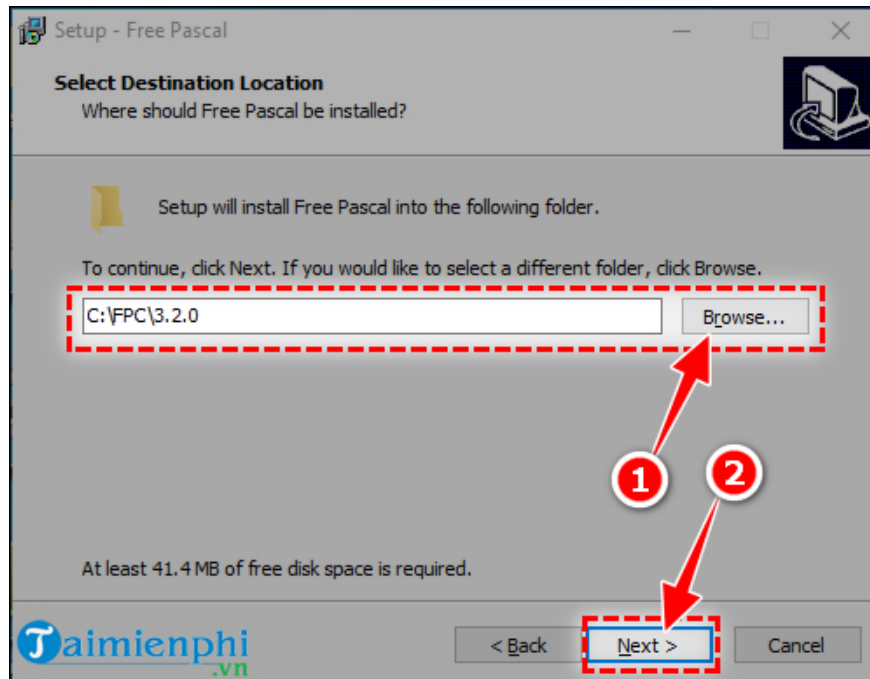 Setup - Free Pascal
Select Destination Location
Where should Free Pascal be installed?
Setup will install Free Pascal into the following folder.
To continue, click Next. If you would like to select a different folder, click Browse.
C:\FPC\3.2.0
Browse...
1
2
At least 41.4 MB of free disk space is required.
Taimienphi
.vn
< Back
Next >
Cancel